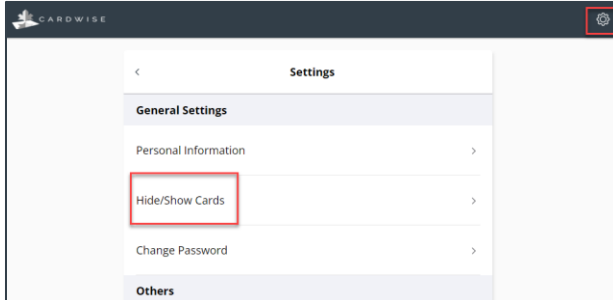 CARDWISE
Settings
General Settings
Personal Information
Hide/Show Cards
Change Password
Others